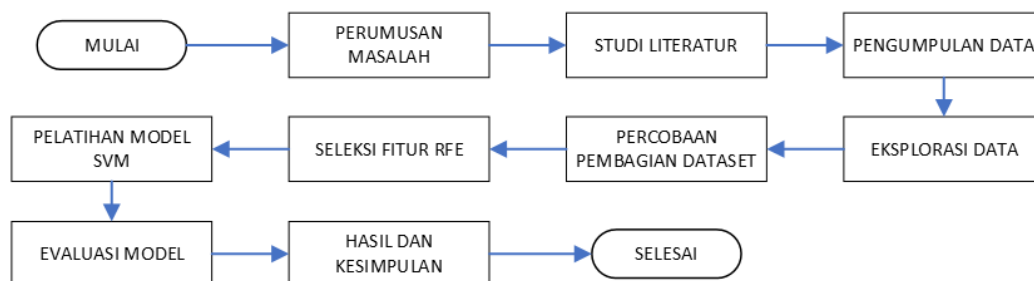 MULAI
PERUMUSAN
MASALAH
STUDI LITERATUR
PENGUMPULAN DATA
EKSPLORASI DATA
PERCOBAAN
PEMBAGIAN DATASET
SELEKSI FITUR RFE
PELATIHAN MODEL
SVM
EVALUASI MODEL
HASIL DAN
KESIMPULAN
SELESAI